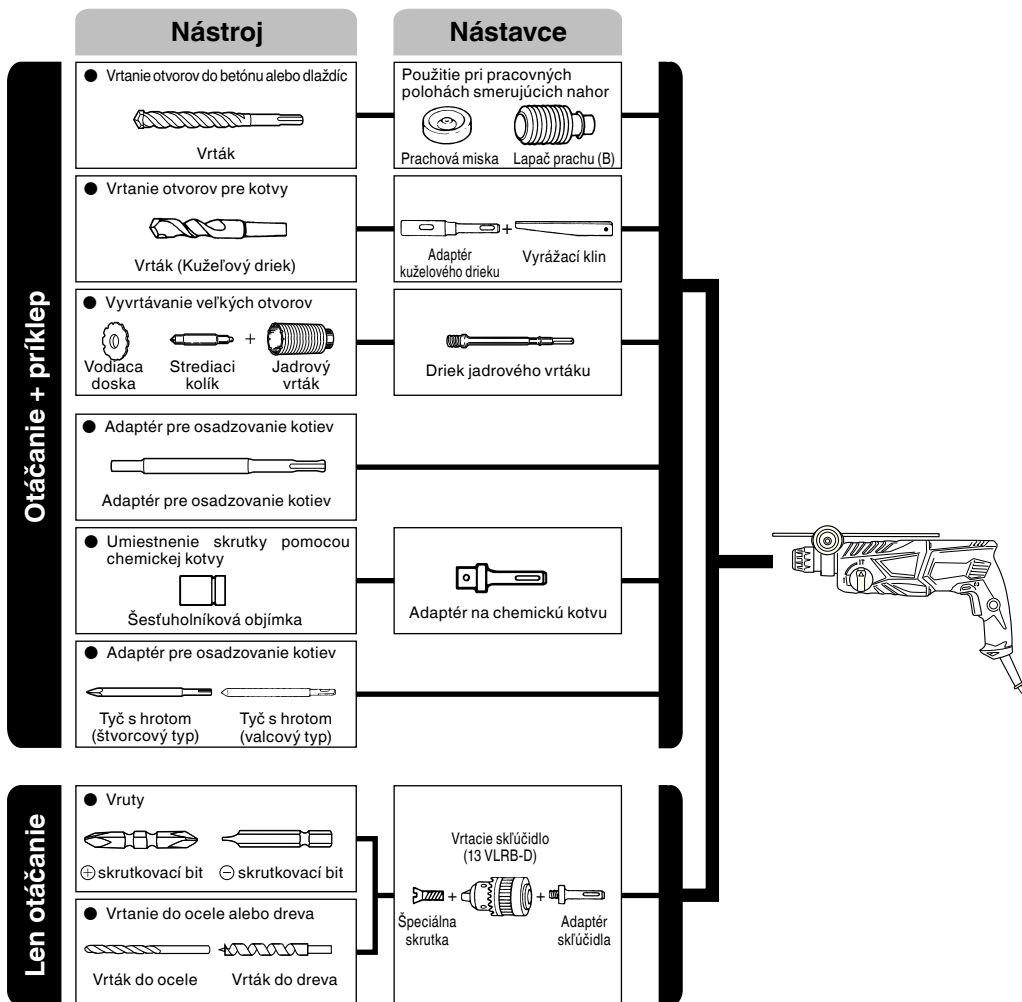 Nástroj
Nástavce
Otáčanie + príklep
● Vrtanie otvorov do betónu alebo dlaždíc
Vrták
Použitie pri pracovných
polohách smerujúcich nahor
Prachová miska
Lapač prachu (B)
● Vrtanie otvorov pre kotvy
Vrták (Kužeľový driek)
+
Adaptér
kuželového drieku
Vyrážací klin
● Vyvrtávanie veľkých otvorov
+
Vodiaca
doska
Strediaci
kolík
Jadrový
vrták
Driek jadrového vrtáku
● Adaptér pre osadzovanie kotiev
Adaptér pre osadzovanie kotiev
● Umiestnenie skrutky pomocou
chemickej kotvy
Šesťuholníková objímka
Adaptér na chemickú kotvu
● Adaptér pre osadzovanie kotiev
Tyč s hrotom
(štvorcový typ)
Tyč s hrotom
(valcový typ)
Len otáčanie
● Vruty
⊕ skrutkovací bit
⊖ skrutkovací bit
● Vrtanie do ocele alebo dreva
Vrták do ocele
Vrták do dreva
Vrtacie skľúčidlo
(13 VLRB-D)
+
+
Špeciálna
skrutka
Adaptér
skľúčidla